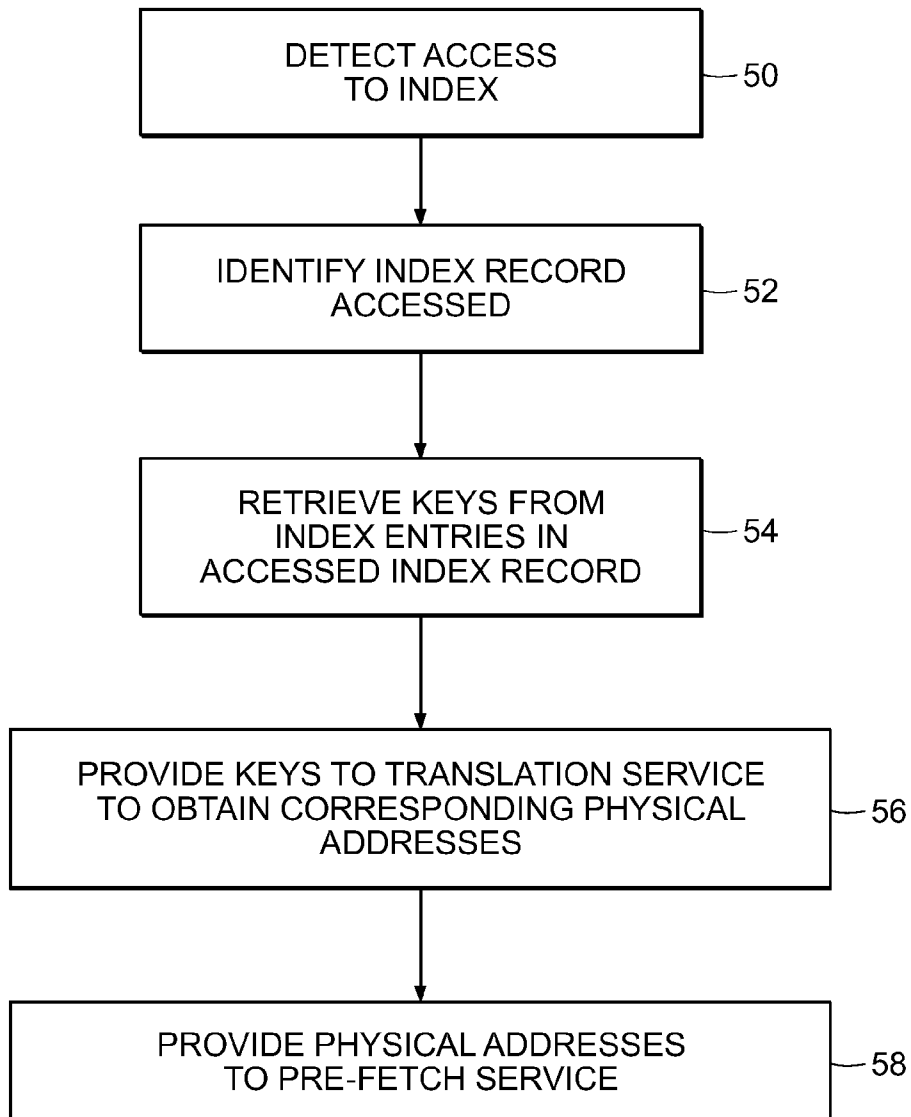 DETECT ACCESS
TO INDEX
50
IDENTIFY INDEX RECORD
ACCESSED
52
RETRIEVE KEYS FROM
INDEX ENTRIES IN
ACCESSED INDEX RECORD
54
PROVIDE KEYS TO TRANSLATION SERVICE
TO OBTAIN CORRESPONDING PHYSICAL
ADDRESSES
56
PROVIDE PHYSICAL ADDRESSES
TO PRE-FETCH SERVICE
58